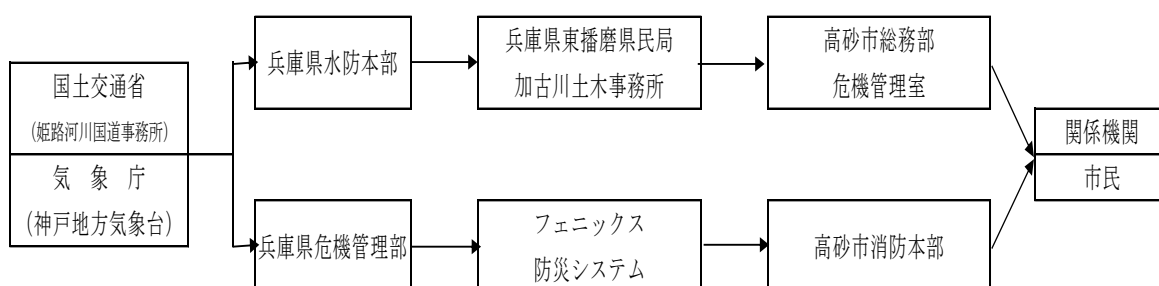 国土交通省
(姫路河川国道事務所)
気　象　庁
(神戸地方気象台)
兵庫県水防本部
兵庫県東播磨県民局
加古川土木事務所
高砂市総務部
危機管理室
兵庫県危機管理部
フェニックス
防災システム
高砂市消防本部
関係機関
市民